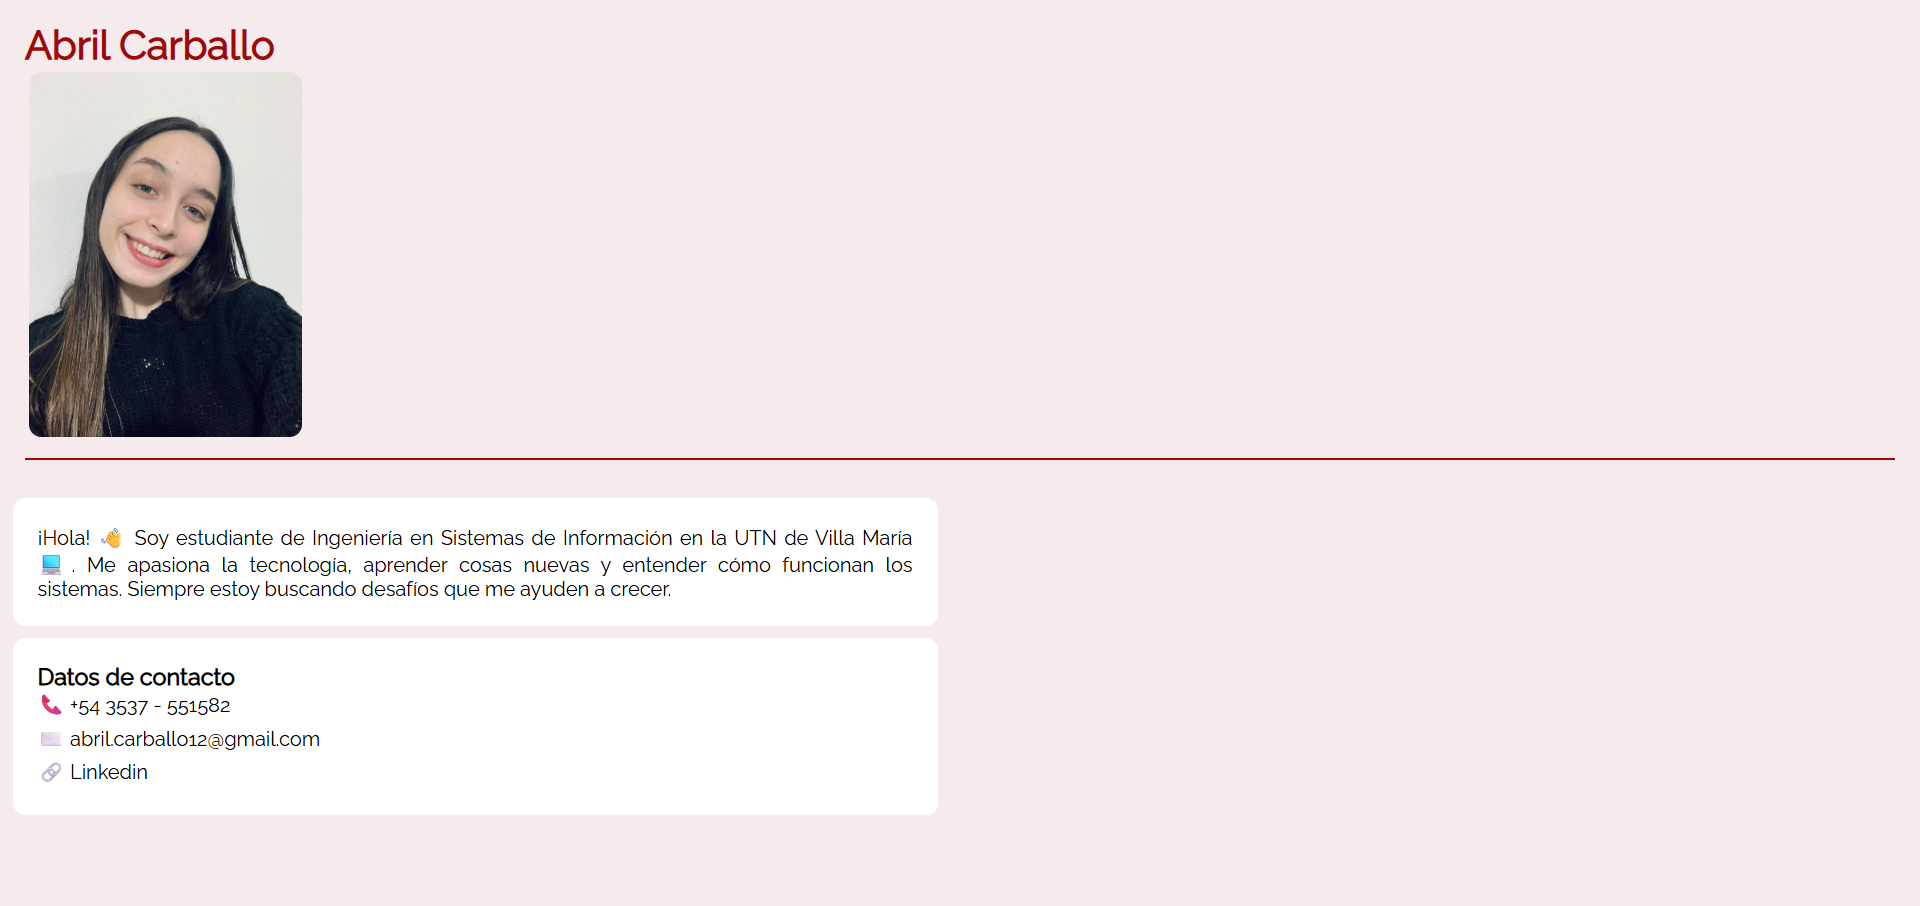 Abril Carballo
¡Hola! 👋 Soy estudiante de Ingeniería en Sistemas de Información en la UTN de Villa María
💻 . Me apasiona la tecnología, aprender cosas nuevas y entender cómo funcionan los
sistemas. Siempre estoy buscando desafíos que me ayuden a crecer.
Datos de contacto
📞 +54 3537 - 551582
✉️ abril.carballo12@gmail.com
🔗 Linkedin